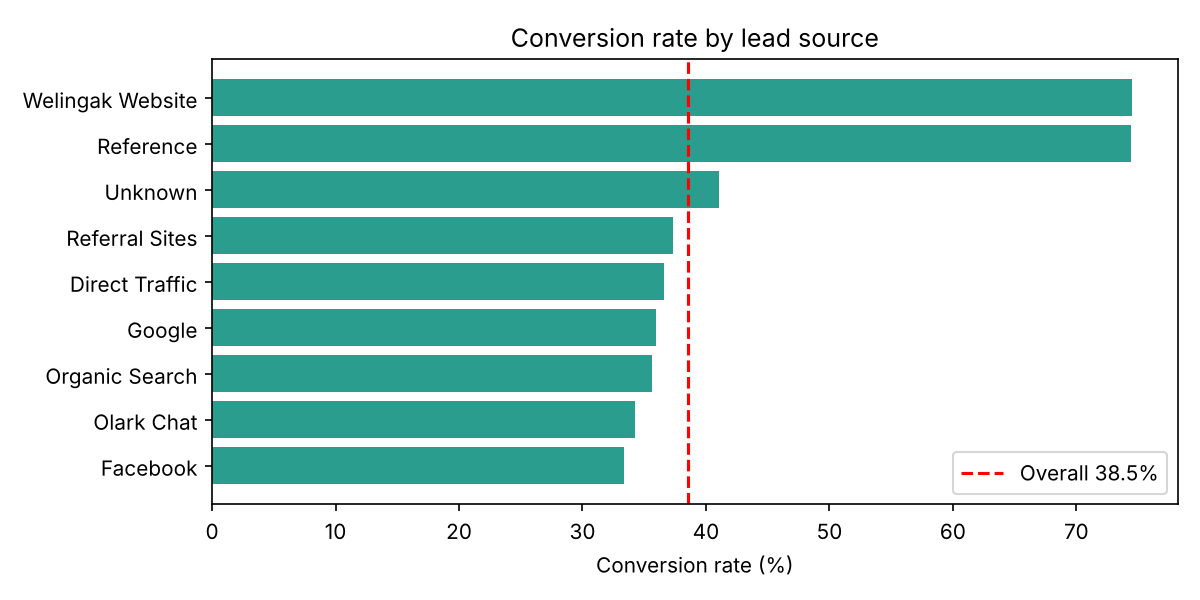 Conversion rate by lead source
Welingak Website
Reference
Unknown
Referral Sites
Direct Traffic
Google
Organic Search
Olark Chat
Facebook
Overall 38.5%
0 10 20 30 40 50 60 70
Conversion rate (%)